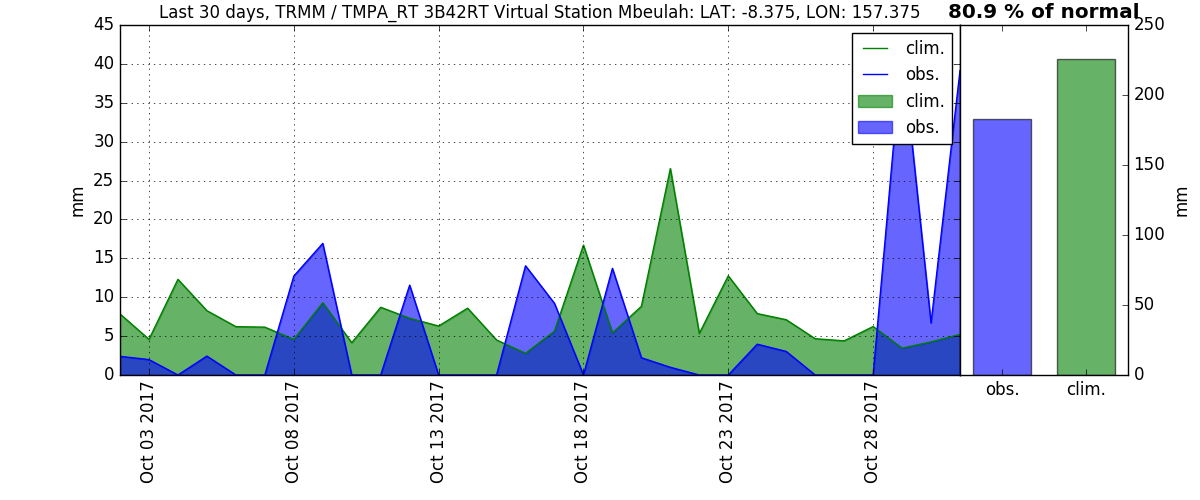 Last 30 days, TRMM / TMPA_RT 3B42RT Virtual Station Mbeulah: LAT: -8.375, LON: 157.375
80.9 % of normal
45
40
35
30
25
20
15
10
5
0
mm
clim.
obs.
clim.
obs.
Oct 03 2017
Oct 08 2017
Oct 13 2017
Oct 18 2017
Oct 23 2017
Oct 28 2017
250
200
150
100
50
0
mm
obs.
clim.